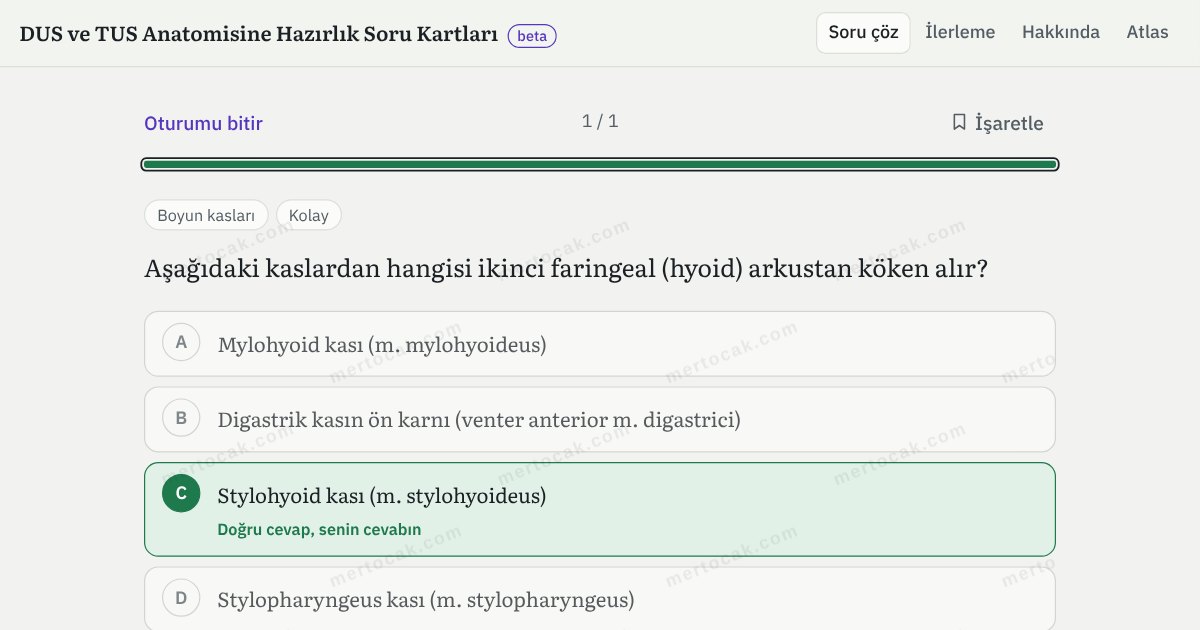 DUS ve TUS Anatomisine Hazırlık Soru Kartları beta
Soru çöz İlerleme Hakkında Atlas
Oturumu bitir 1 / 1 İşaretle
Boyun kasları Kolay
Aşağıdaki kaslardan hangisi ikinci faringeal (hyoid) arkustan köken alır?
A Mylohyoid kası (m. mylohyoideus)
B Digastrik kasın ön karnı (venter anterior m. digastrici)
C Stylohyoid kası (m. stylohyoideus)
Doğru cevap, senin cevabın
D Stylopharyngeus kası (m. stylopharyngeus)
mertocak.com